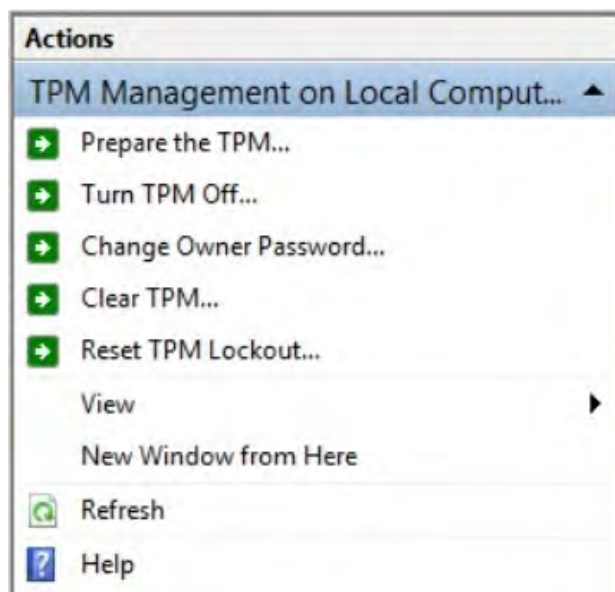 Actions
TPM Management on Local Comput...
Prepare the TPM...
Turn TPM Off...
Change Owner Password...
Clear TPM...
Reset TPM Lockout...
View
New Window from Here
Refresh
Help